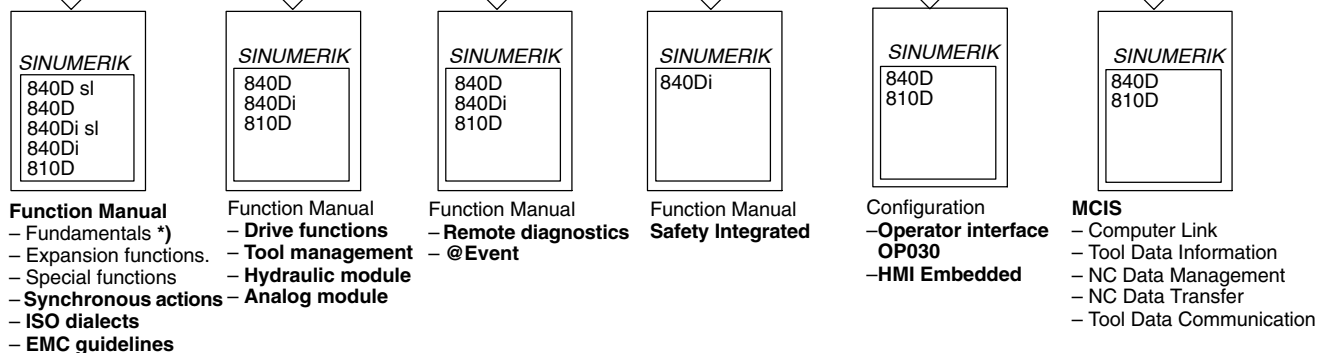 SINUMERIK
840D sl
840D
840Di sl
840Di
810D
Function Manual
– Fundamentals *)
– Expansion functions.
– Special functions
– Synchronous actions
– ISO dialects
– EMC guidelines
SINUMERIK
840D
840Di
810D
Function Manual
– Drive functions
– Tool management
– Hydraulic module
– Analog module
SINUMERIK
840D
840Di
810D
Function Manual
– Remote diagnostics
– @Event
SINUMERIK
840Di
Function Manual
Safety Integrated
SINUMERIK
840D
810D
Configuration
–Operator interface
OP030
–HMI Embedded
SINUMERIK
840D
810D
MCIS
– Computer Link
– Tool Data Information
– NC Data Management
– NC Data Transfer
– Tool Data Communication